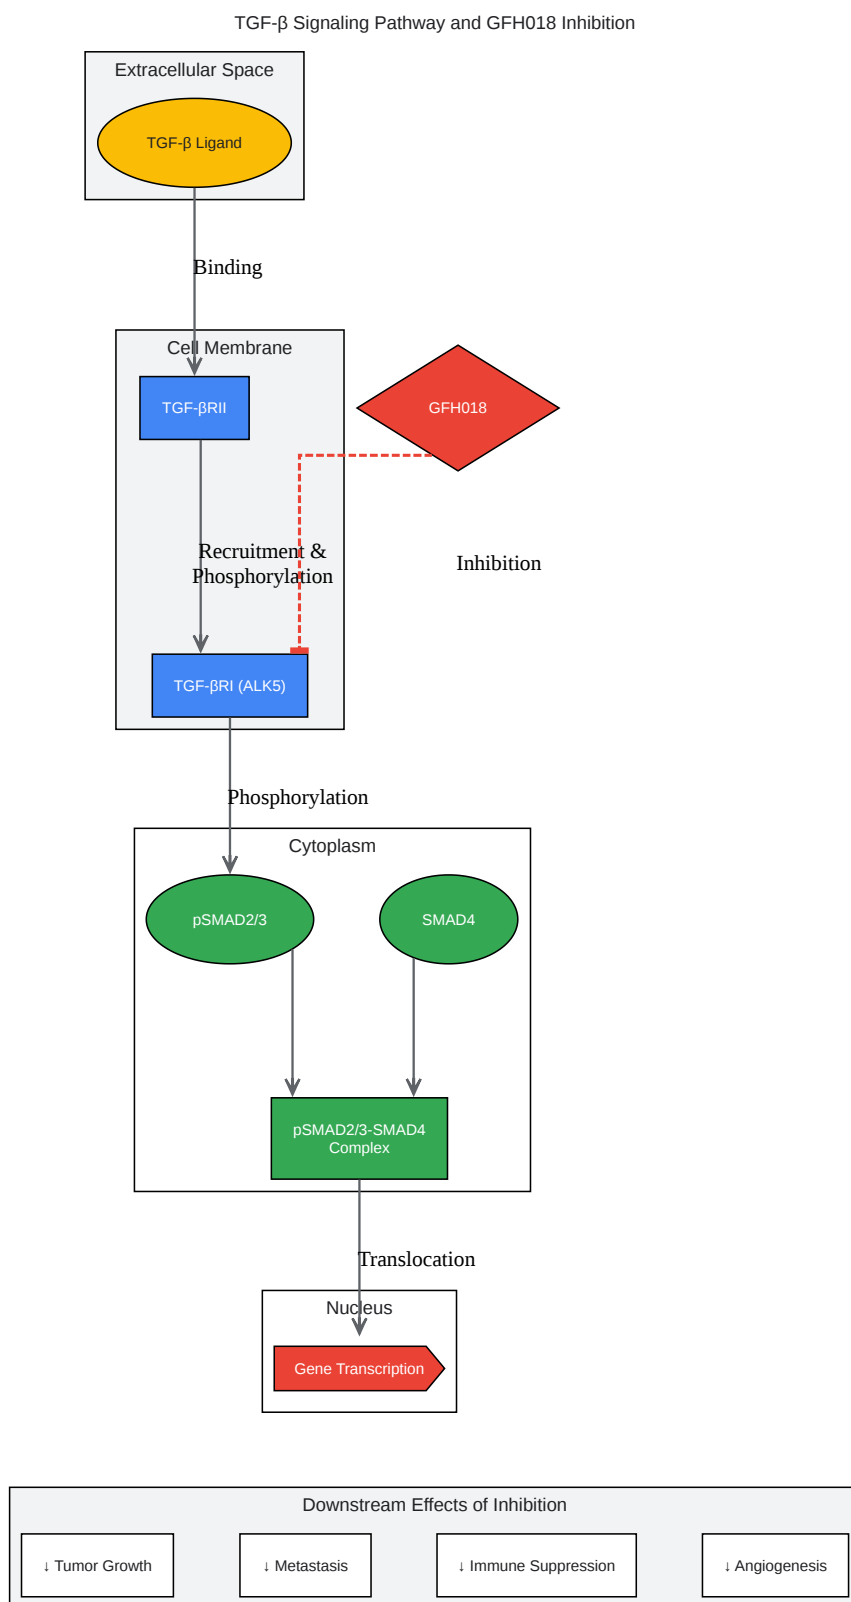 TGF-β Signaling Pathway and GFH018 Inhibition
Extracellular Space
TGF-β Ligand
Binding
Cell Membrane
TGF-βRII
GFH018
Recruitment &
Phosphorylation
Inhibition
TGF-βRI (ALK5)
Phosphorylation
Cytoplasm
pSMAD2/3
SMAD4
pSMAD2/3-SMAD4
Complex
Translocation
Nucleus
Gene Transcription
Downstream Effects of Inhibition
↓ Tumor Growth
↓ Metastasis
↓ Immune Suppression
↓ Angiogenesis